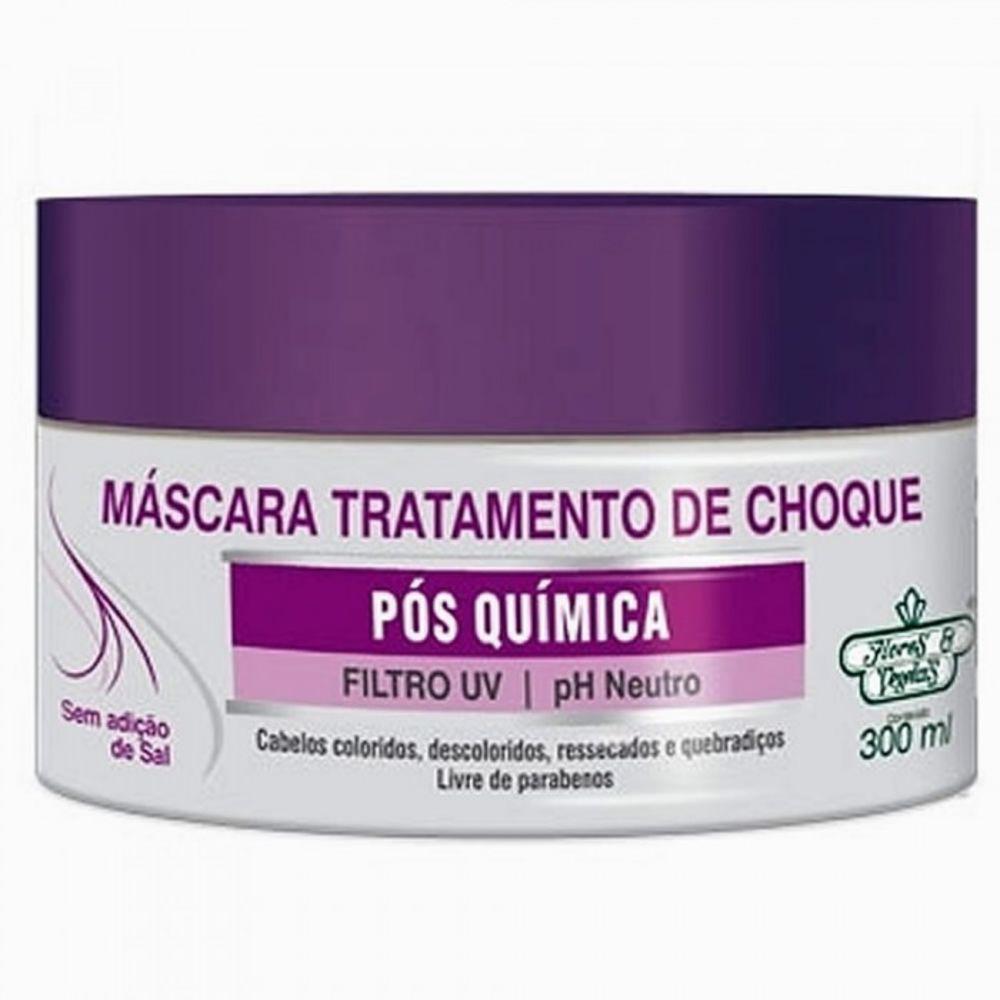 MÁSCARA TRATAMENTO DE CHOQUE
PÓS QUÍMICA
FILTRO UV | pH Neutro
Cabelos coloridos, descoloridos, ressecados e quebradiços
Livre de parabenos
Sem adição
de Sal
Flores &
Vegetais
Conteúdo
300 ml